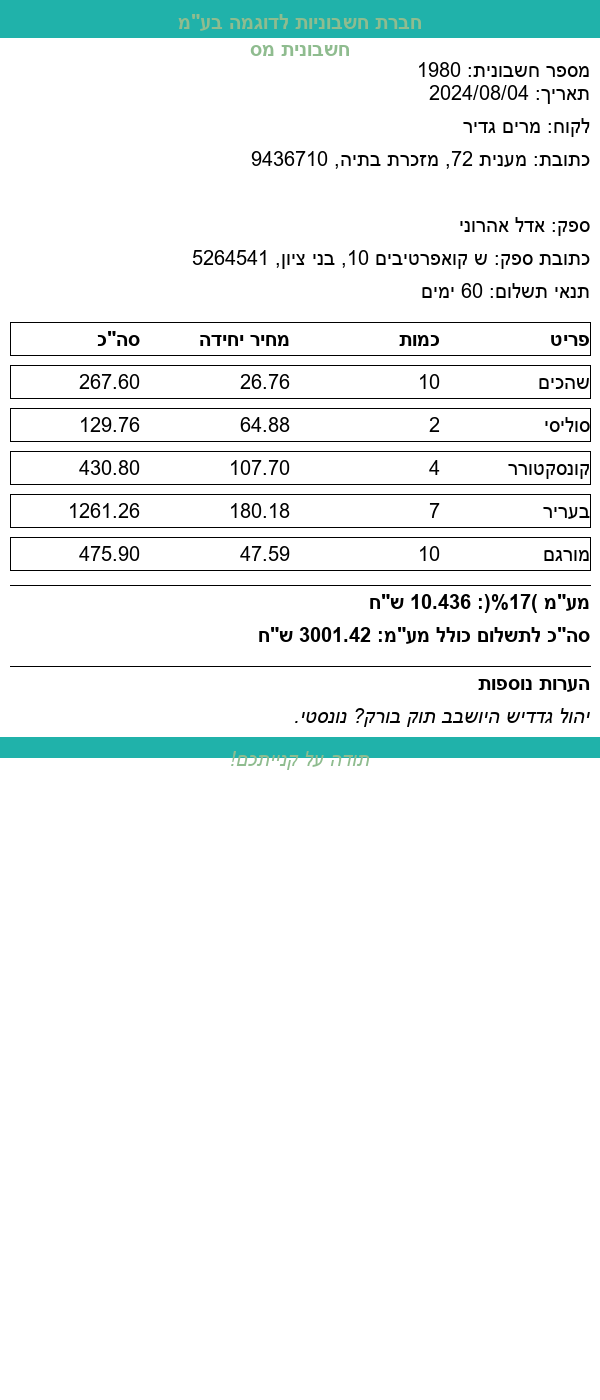 חברת חשבוניות לדוגמה בע"מ
חשבונית מס
מספר חשבונית: 1980
תאריך: 2024/08/04
לקוח: מרים גדיר
כתובת: מענית 72, מזכרת בתיה, 9436710
ספק: אדל אהרוני
כתובת ספק: ש קואפרטיבים 10, בני ציון, 5264541
תנאי תשלום: 60 ימים
פריט כמות מחיר יחידה סה"כ
שהכים 10 26.76 267.60
סוליסי 2 64.88 129.76
קונסקטורר 4 107.70 430.80
בעריר 7 180.18 1261.26
מורגם 10 47.59 475.90
מע"מ )17%(: 10.436 ש"ח
סה"כ לתשלום כולל מע"מ: 3001.42 ש"ח
הערות נוספות
יהול גדדיש היושבב תוק בורק? נונסטי.
תודה על קנייתכם!